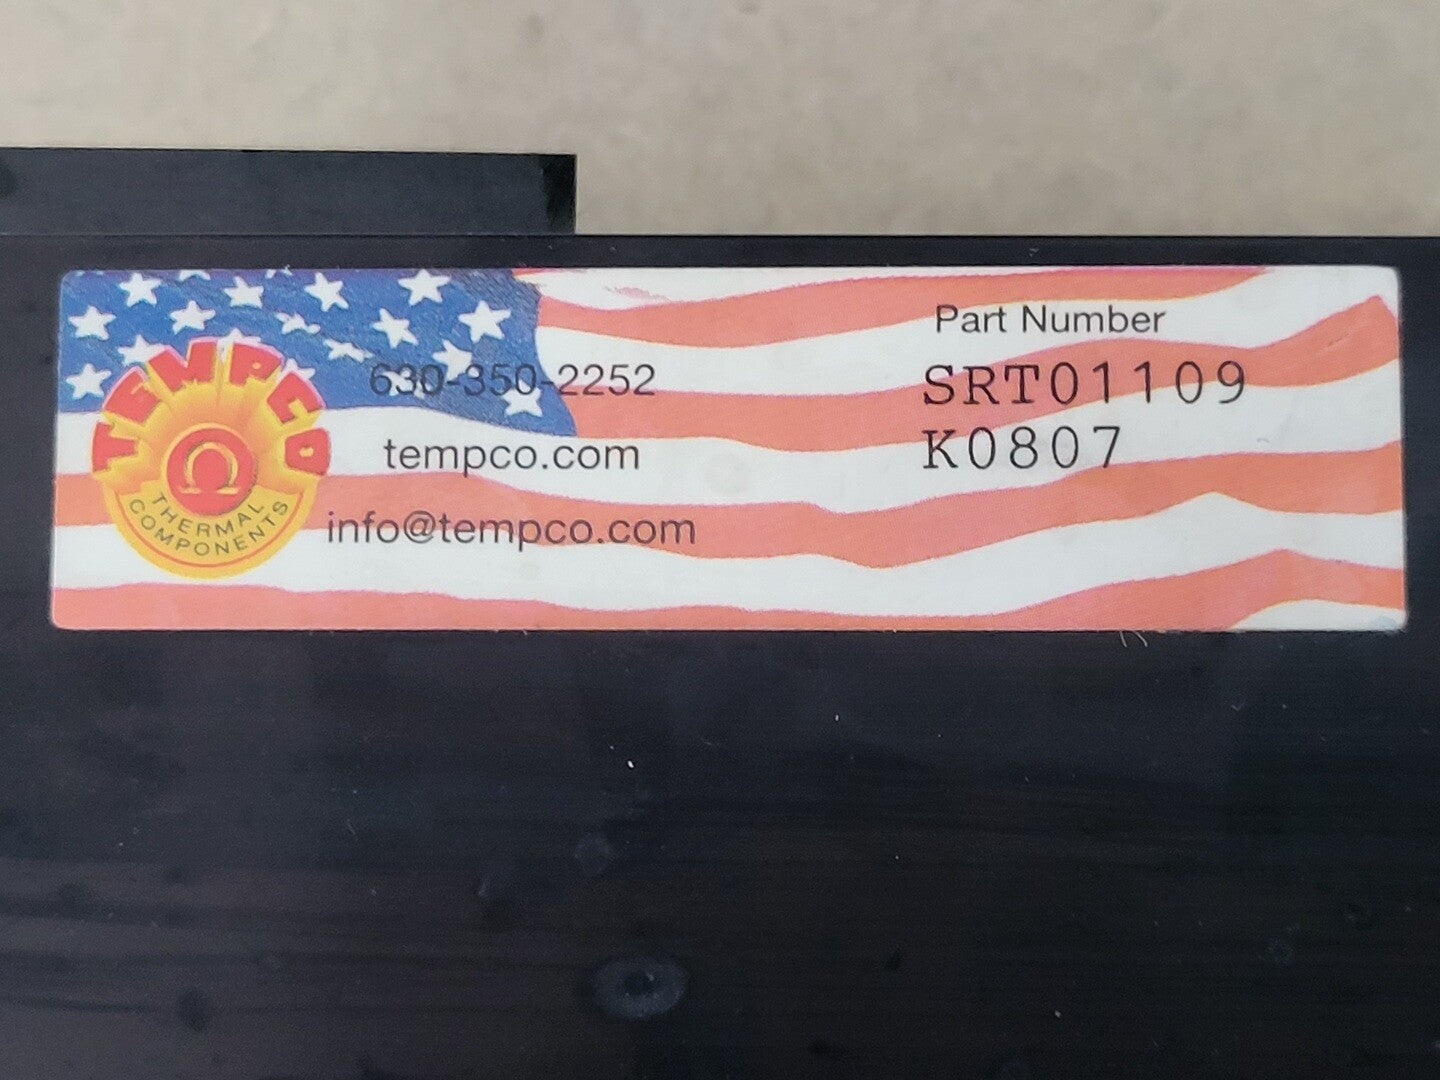 TEMPCO
Ω
THERMAL
COMPONENTS
630-350-2252
tempco.com
info@tempco.com
Part Number
SRT01109
K0807